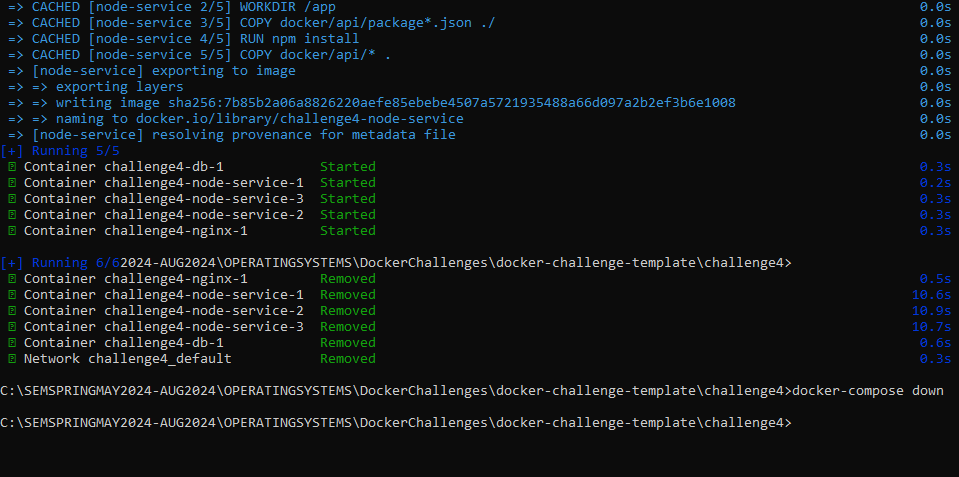 => CACHED [node-service 2/5] WORKDIR /app 0.0s
=> CACHED [node-service 3/5] COPY docker/api/package*.json ./ 0.0s
=> CACHED [node-service 4/5] RUN npm install 0.0s
=> CACHED [node-service 5/5] COPY docker/api/* . 0.0s
=> [node-service] exporting to image 0.0s
=> => exporting layers 0.0s
=> => writing image sha256:7b85b2a06a8826220aefe85ebebe4507a5721935488a66d097a2b2ef3b6e1008 0.0s
=> => naming to docker.io/library/challenge4-node-service 0.0s
=> [node-service] resolving provenance for metadata file 0.0s
[+] Running 5/5
Container challenge4-db-1 Started 0.3s
Container challenge4-node-service-1 Started 0.2s
Container challenge4-node-service-3 Started 0.3s
Container challenge4-node-service-2 Started 0.3s
Container challenge4-nginx-1 Started 0.3s
[+] Running 6/62024-AUG2024\OPERATINGSYSTEMS\DockerChallenges\docker-challenge-template\challenge4>
Container challenge4-nginx-1 Removed 0.5s
Container challenge4-node-service-1 Removed 10.6s
Container challenge4-node-service-2 Removed 10.9s
Container challenge4-node-service-3 Removed 10.7s
Container challenge4-db-1 Removed 0.6s
Network challenge4_default Removed 0.3s
C:\SEMSPRINGMAY2024-AUG2024\OPERATINGSYSTEMS\DockerChallenges\docker-challenge-template\challenge4>docker-compose down
C:\SEMSPRINGMAY2024-AUG2024\OPERATINGSYSTEMS\DockerChallenges\docker-challenge-template\challenge4>